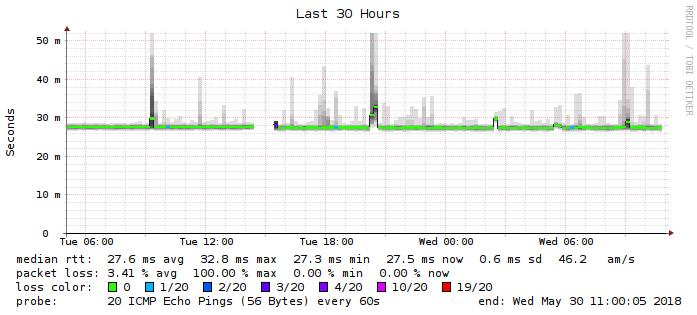 Last 30 Hours
RRDTOOL / TOBI OETIKER
Seconds
50 m
40 m
30 m
20 m
10 m
0
Tue 06:00 Tue 12:00 Tue 18:00 Wed 00:00 Wed 06:00
median rtt: 27.6 ms avg 32.8 ms max 27.3 ms min 27.5 ms now 0.6 ms sd 46.2 am/s
packet loss: 3.41 % avg 100.00 % max 0.00 % min 0.00 % now
loss color: 0 1/20 2/20 3/20 4/20 10/20 19/20
probe: 20 ICMP Echo Pings (56 Bytes) every 60s end: Wed May 30 11:00:05 2018